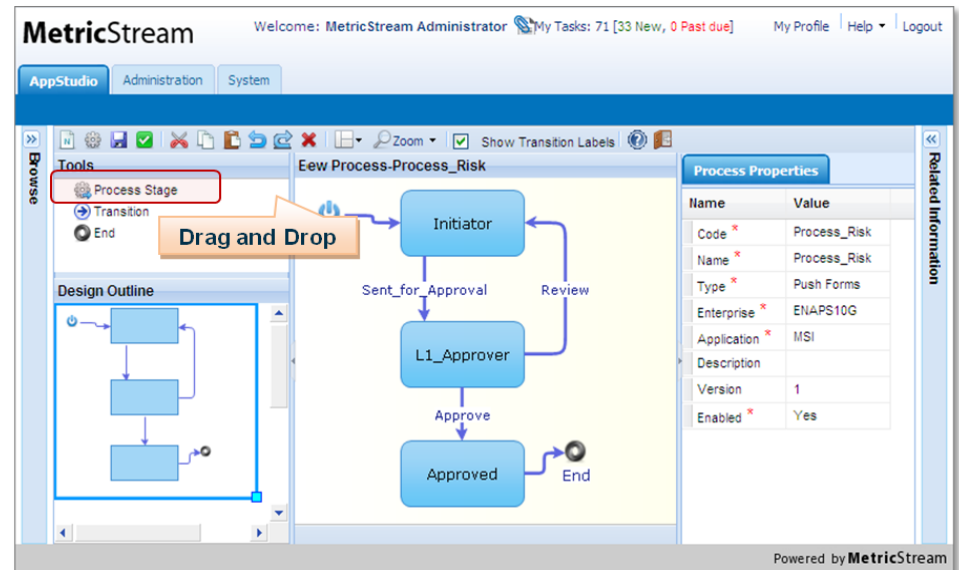 MetricStream
Welcome: MetricStream Administrator My Tasks: 71 [33 New, 0 Past due] My Profile Help Logout
AppStudio Administration System
Zoom Show Transition Labels
Browse
Tools
Process Stage
Transition
End
Drag and Drop
Design Outline
Eew Process-Process_Risk
Initiator
Sent_for_Approval Review
L1_Approver
Approve
Approved
End
Process Properties
Name Value
Code * Process_Risk
Name * Process_Risk
Type * Push Forms
Enterprise * ENAPS10G
Application * MSI
Description
Version 1
Enabled * Yes
Related Information
Powered by MetricStream